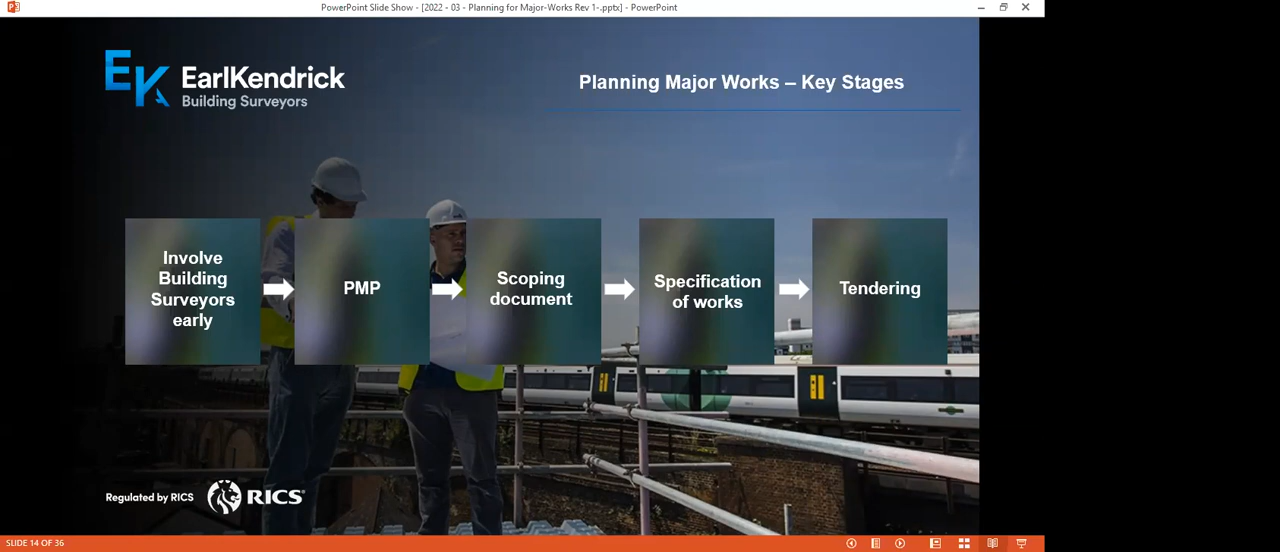 PowerPoint Slide Show - [2022 - 03 - Planning for Major-Works Rev 1-.pptx] - PowerPoint
EK EarlKendrick
Building Surveyors
Planning Major Works – Key Stages
Involve
Building
Surveyors
early
PMP
Scoping
document
Specification
of works
Tendering
Regulated by RICS
RICS
SLIDE 14 OF 36